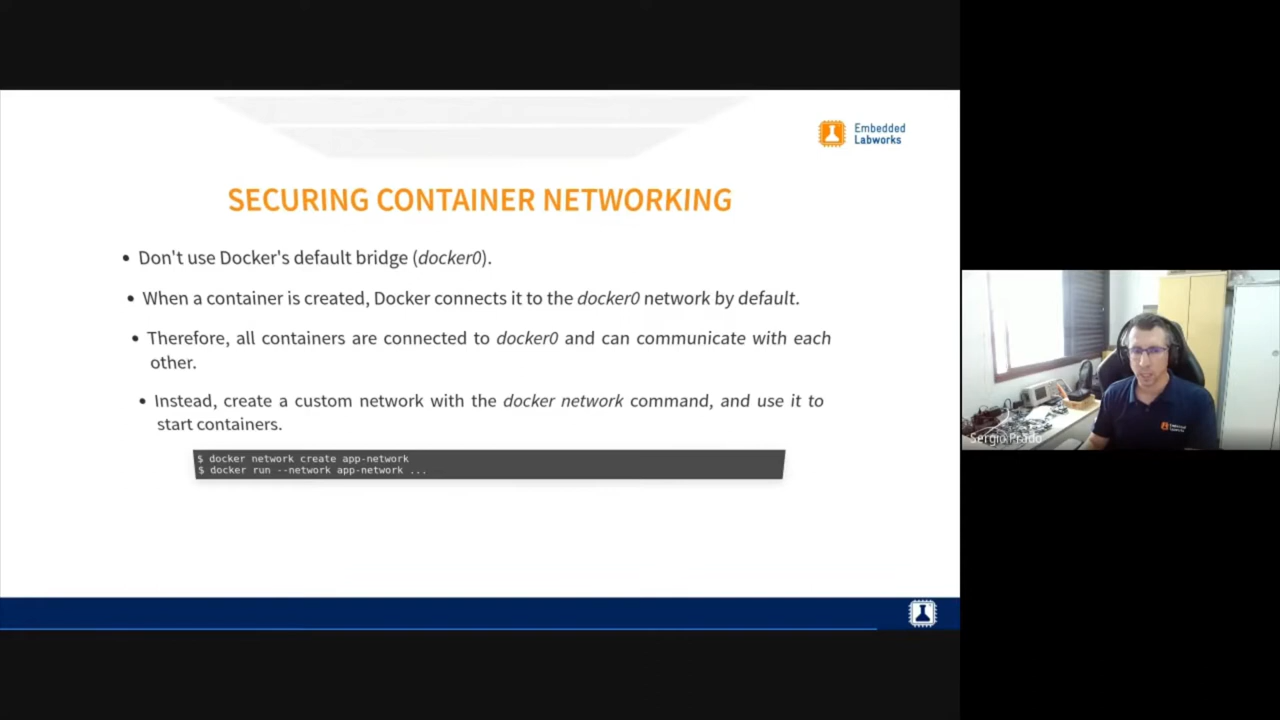 Embedded
Labworks
SECURING CONTAINER NETWORKING
• Don't use Docker's default bridge (docker0).
• When a container is created, Docker connects it to the docker0 network by default.
• Therefore, all containers are connected to docker0 and can communicate with each
other.
• Instead, create a custom network with the docker network command, and use it to
start containers.
$ docker network create app-network
$ docker run --network app-network ...
Sergio Prado